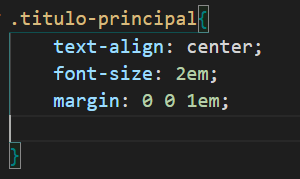 .titulo-principal{
    text-align: center;
    font-size: 2em;
    margin: 0 0 1em;
}